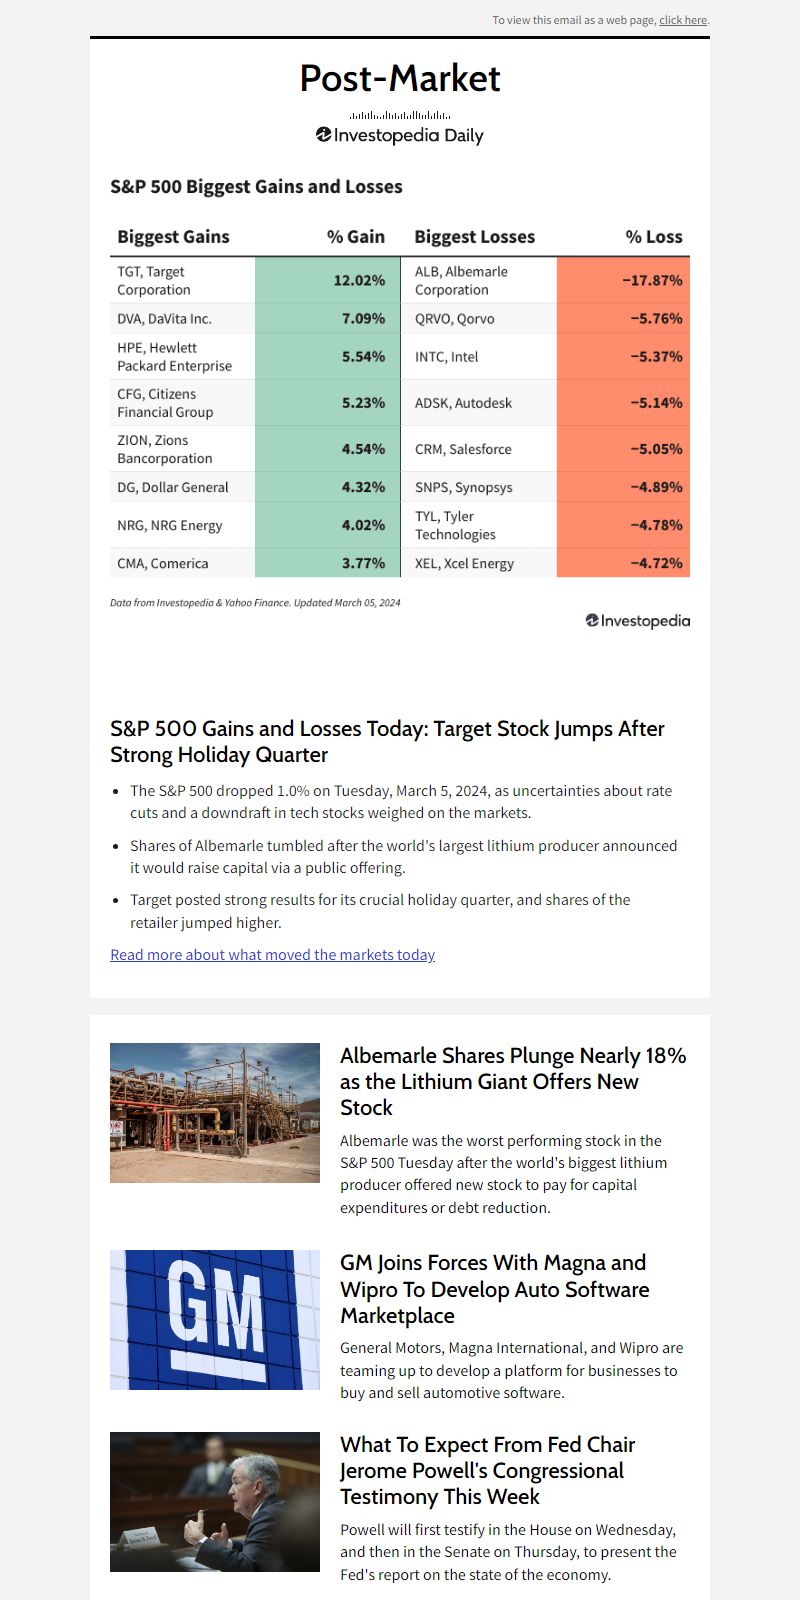 To view this email as a web page, click here.
Post-Market
Investopedia Daily
S&P 500 Biggest Gains and Losses
Biggest Gains % Gain Biggest Losses % Loss
TGT, Target Corporation 12.02% ALB, Albemarle Corporation −17.87%
DVA, DaVita Inc. 7.09% QRVO, Qorvo −5.76%
HPE, Hewlett Packard Enterprise 5.54% INTC, Intel −5.37%
CFG, Citizens Financial Group 5.23% ADSK, Autodesk −5.14%
ZION, Zions Bancorporation 4.54% CRM, Salesforce −5.05%
DG, Dollar General 4.32% SNPS, Synopsys −4.89%
NRG, NRG Energy 4.02% TYL, Tyler Technologies −4.78%
CMA, Comerica 3.77% XEL, Xcel Energy −4.72%
Data from Investopedia & Yahoo Finance. Updated March 05, 2024
Investopedia
S&P 500 Gains and Losses Today: Target Stock Jumps After
Strong Holiday Quarter
• The S&P 500 dropped 1.0% on Tuesday, March 5, 2024, as uncertainties about rate
cuts and a downdraft in tech stocks weighed on the markets.
• Shares of Albemarle tumbled after the world's largest lithium producer announced
it would raise capital via a public offering.
• Target posted strong results for its crucial holiday quarter, and shares of the
retailer jumped higher.
Read more about what moved the markets today
Albemarle Shares Plunge Nearly 18%
as the Lithium Giant Offers New
Stock
Albemarle was the worst performing stock in the
S&P 500 Tuesday after the world's biggest lithium
producer offered new stock to pay for capital
expenditures or debt reduction.
GM
GM Joins Forces With Magna and
Wipro To Develop Auto Software
Marketplace
General Motors, Magna International, and Wipro are
teaming up to develop a platform for businesses to
buy and sell automotive software.
What To Expect From Fed Chair
Jerome Powell's Congressional
Testimony This Week
Powell will first testify in the House on Wednesday,
and then in the Senate on Thursday, to present the
Fed's report on the state of the economy.